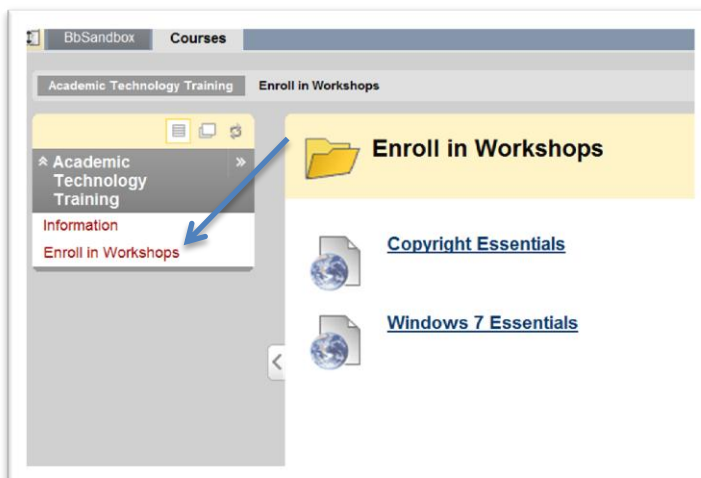 BbSandbox Courses
Academic Technology Training Enroll in Workshops
Academic
Technology
Training
Information
Enroll in Workshops
Enroll in Workshops
Copyright Essentials
Windows 7 Essentials